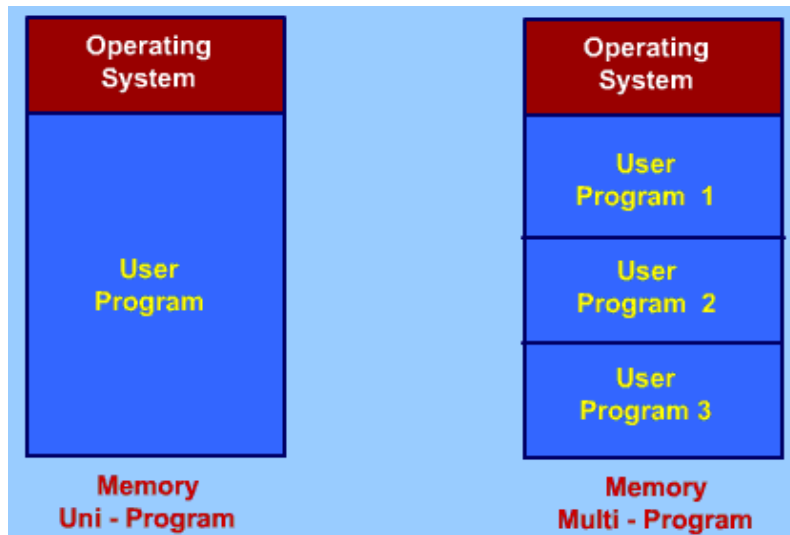 Operating
System
User
Program
Memory
Uni - Program
Operating
System
User
Program 1
User
Program 2
User
Program 3
Memory
Multi - Program